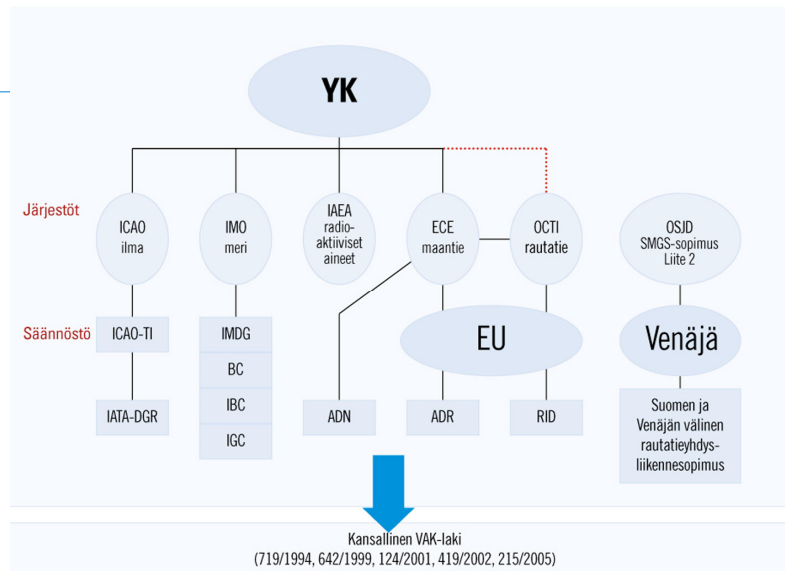 YK
Järjestöt
ICAO
ilma
IMO
meri
IAEA
radio-
aktiiviset
aineet
ECE
maantie
OCTI
rautatie
OSJD
SMGS-sopimus
Liite 2
Säännöstö
ICAO-TI
IMDG
EU
Venäjä
BC
IATA-DGR
IBC
IGC
ADN
ADR
RID
Suomen ja
Venäjän välinen
rautatieyhdys-
liikennesopimus
Kansallinen VAK-laki
(719/1994, 642/1999, 124/2001, 419/2002, 215/2005)